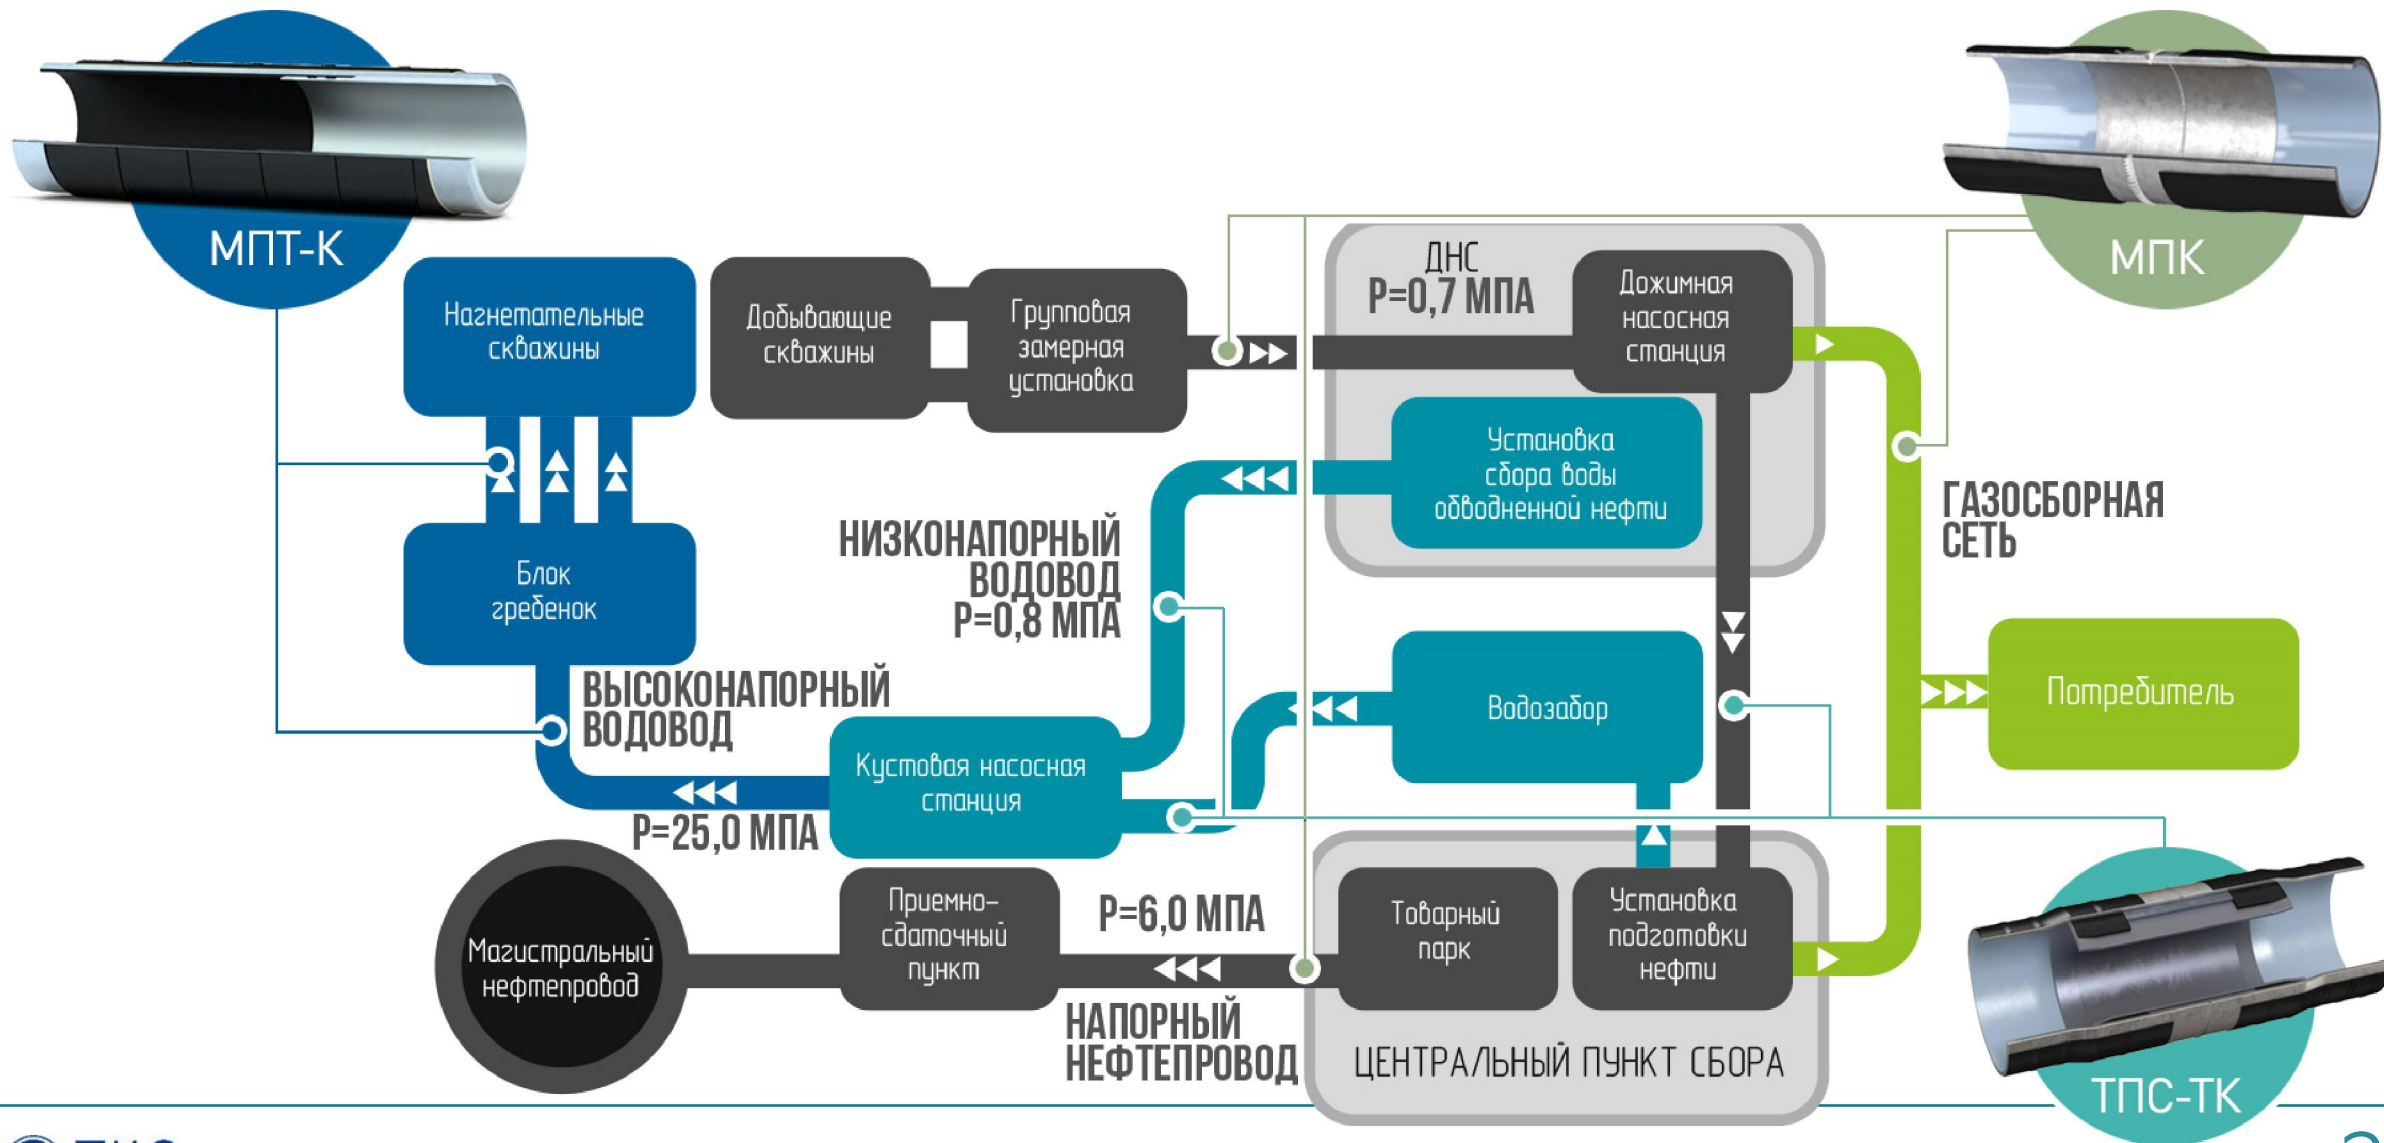 МПТ-К
МПК
Нагнетательные
скважины
Добывающие
скважины
Групповая
замерная
установка
ДНС
Р=0,7 МПА
Дожимная
насосная
станция
Установка
сбора воды
обводненной нефти
НИЗКОНАПОРНЫЙ
ВОДОВОД
Р=0,8 МПА
ГАЗОСБОРНАЯ
СЕТЬ
Блок
гребенок
ВЫСОКОНАПОРНЫЙ
ВОДОВОД
Водозабор
Потребитель
Кустовая насосная
станция
Р=25,0 МПА
Магистральный
нефтепровод
Приемно-
сдаточный
пункт
Р=6,0 МПА
НАПОРНЫЙ
НЕФТЕПРОВОД
Товарный
парк
Установка
подготовки
нефти
ЦЕНТРАЛЬНЫЙ ПУНКТ СБОРА
ТПС-ТК